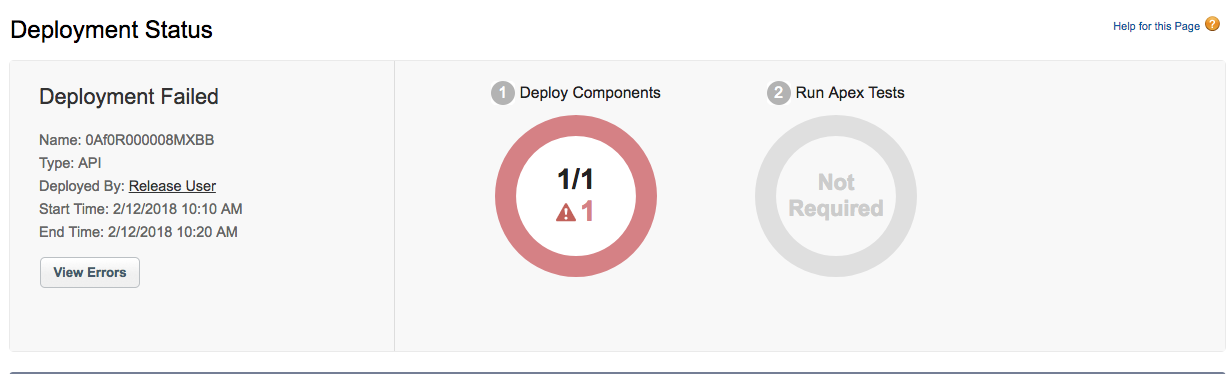 Deployment Status
Help for this Page ?
Deployment Failed
Name: 0Af0R000008MXBB
Type: API
Deployed By: Release User
Start Time: 2/12/2018 10:10 AM
End Time: 2/12/2018 10:20 AM
View Errors
1 Deploy Components
1/1
1
2 Run Apex Tests
Not
Required